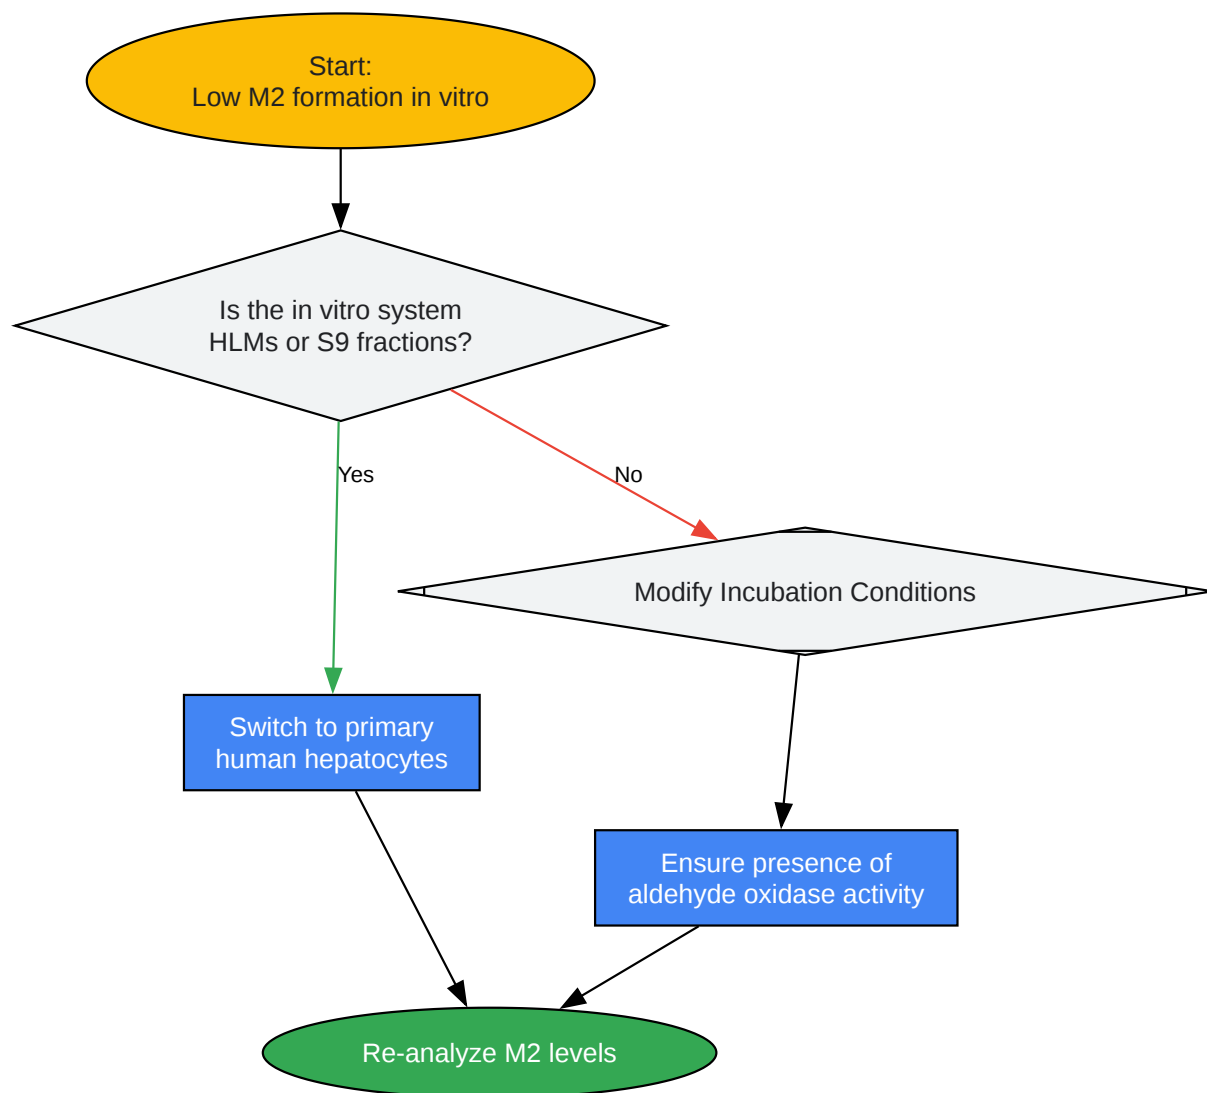 Start:
Low M2 formation in vitro
Is the in vitro system
HLMs or S9 fractions?
Yes
No
Modify Incubation Conditions
Switch to primary
human hepatocytes
Ensure presence of
aldehyde oxidase activity
Re-analyze M2 levels